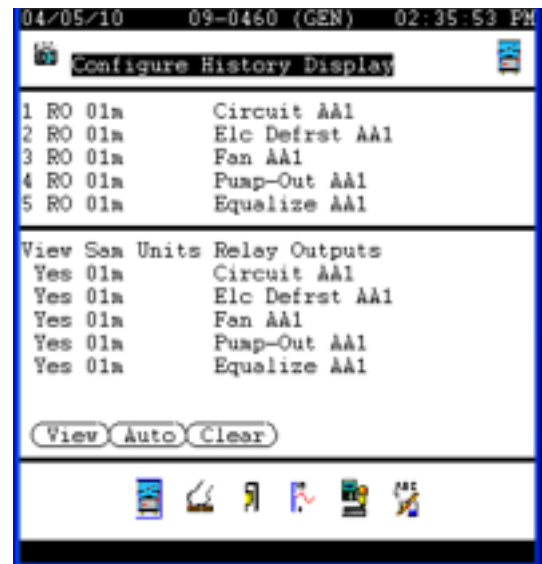 04/05/10 09-0460 (GEN) 02:35:53 PM
Configure History Display
1 RO 01m Circuit AA1
2 RO 01m Elc Defrst AA1
3 RO 01m Fan AA1
4 RO 01m Pump-Out AA1
5 RO 01m Equalize AA1
View Sam Units Relay Outputs
Yes 01m Circuit AA1
Yes 01m Elc Defrst AA1
Yes 01m Fan AA1
Yes 01m Pump-Out AA1
Yes 01m Equalize AA1
View Auto Clear
ABC